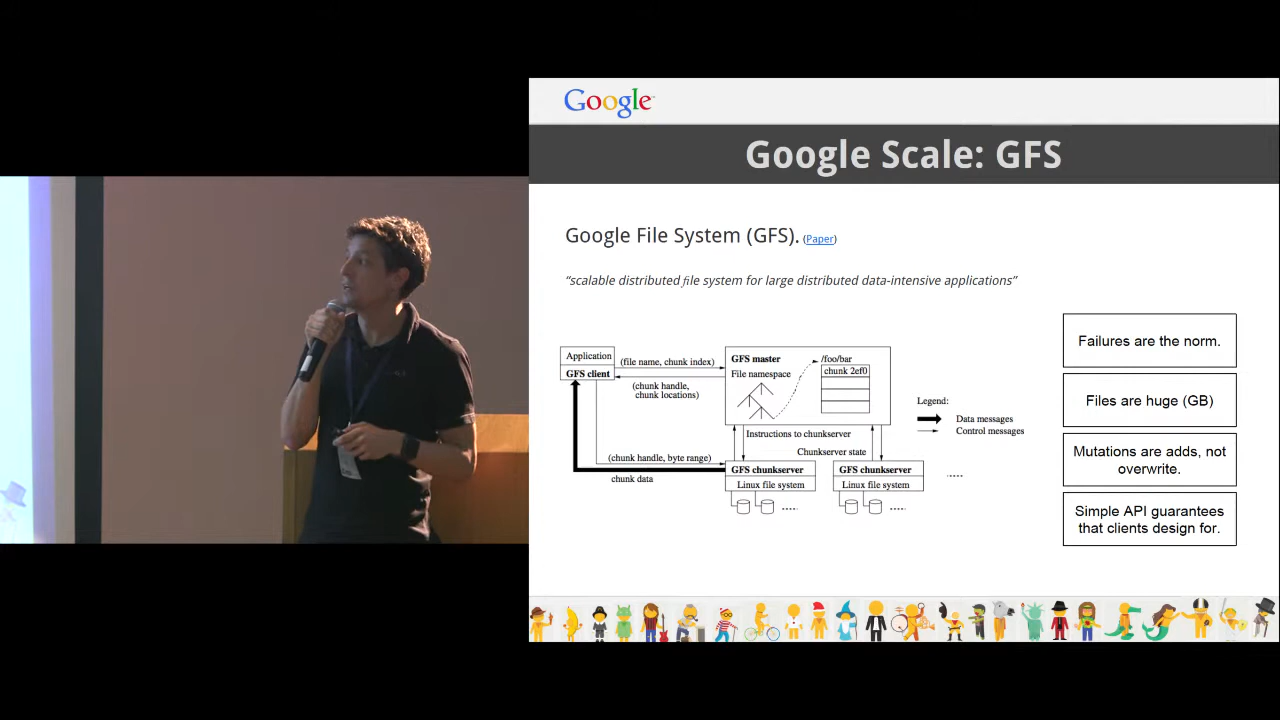 Google
Google Scale: GFS
Google File System (GFS). (Paper)
“scalable distributed file system for large distributed data-intensive applications”
Application
GFS client
(file name, chunk index)
(chunk handle,
chunk locations)
GFS master
File namespace
/foo/bar
chunk 2ef0
Instructions to chunkserver
Chunkserver state
(chunk handle, byte range)
chunk data
GFS chunkserver
Linux file system
GFS chunkserver
Linux file system
Legend:
Data messages
Control messages
Failures are the norm.
Files are huge (GB)
Mutations are adds, not
overwrite.
Simple API guarantees
that clients design for.